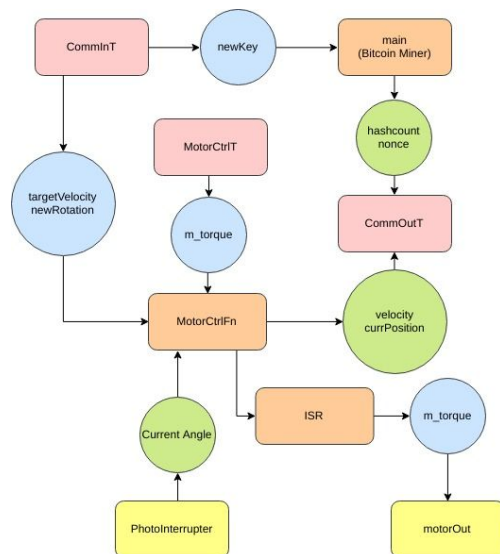 CommInT
newKey
main
(Bitcoin Miner)
hashcount
nonce
MotorCtrlT
targetVelocity
newRotation
CommOutT
m_torque
MotorCtrlFn
velocity
currPosition
Current Angle
ISR
m_torque
PhotoInterrupter
motorOut